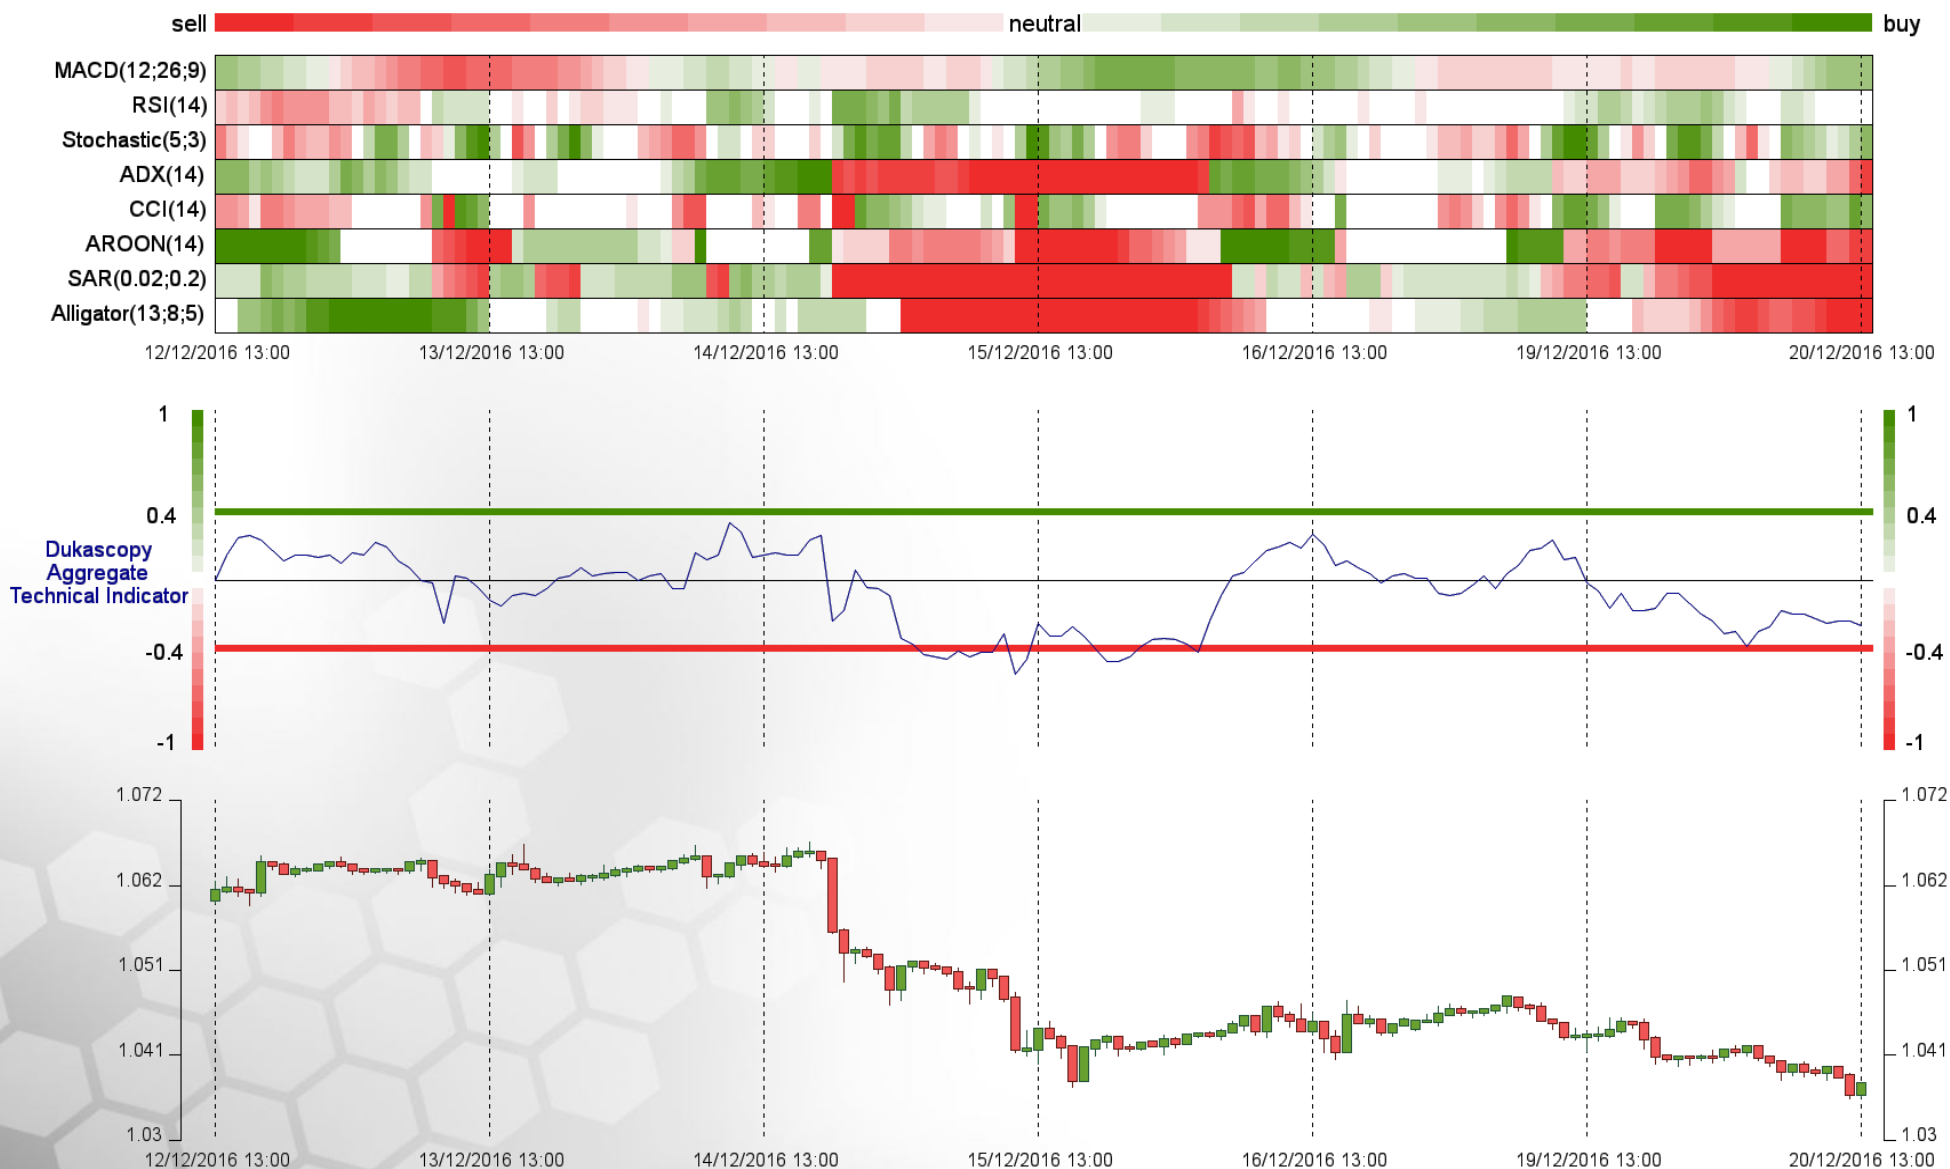 sell neutral buy
MACD(12;26;9)
RSI(14)
Stochastic(5;3)
ADX(14)
CCI(14)
AROON(14)
SAR(0.02;0.2)
Alligator(13;8;5)
12/12/2016 13:00 13/12/2016 13:00 14/12/2016 13:00 15/12/2016 13:00 16/12/2016 13:00 19/12/2016 13:00 20/12/2016 13:00
1 1
0.4 0.4
Dukascopy
Aggregate
Technical Indicator
-0.4 -0.4
-1 -1
1.072 1.072
1.062 1.062
1.051 1.051
1.041 1.041
1.03 1.03
12/12/2016 13:00 13/12/2016 13:00 14/12/2016 13:00 15/12/2016 13:00 16/12/2016 13:00 19/12/2016 13:00 20/12/2016 13:00